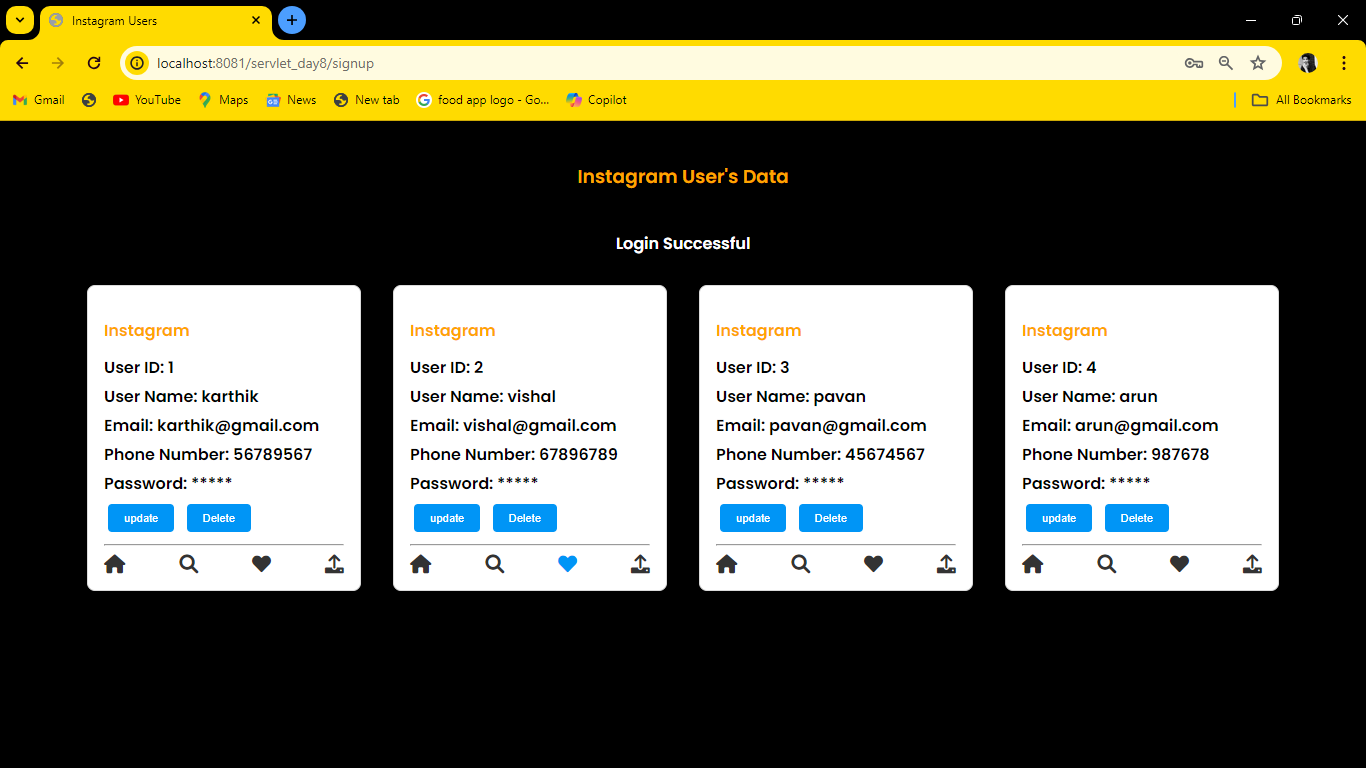 Instagram Users
localhost:8081/servlet_day8/signup
Gmail YouTube Maps News New tab food app logo - Go... Copilot All Bookmarks
Instagram User's Data
Login Successful
Instagram
User ID: 1
User Name: karthik
Email: karthik@gmail.com
Phone Number: 56789567
Password: *****
update Delete
Instagram
User ID: 2
User Name: vishal
Email: vishal@gmail.com
Phone Number: 67896789
Password: *****
update Delete
Instagram
User ID: 3
User Name: pavan
Email: pavan@gmail.com
Phone Number: 45674567
Password: *****
update Delete
Instagram
User ID: 4
User Name: arun
Email: arun@gmail.com
Phone Number: 987678
Password: *****
update Delete